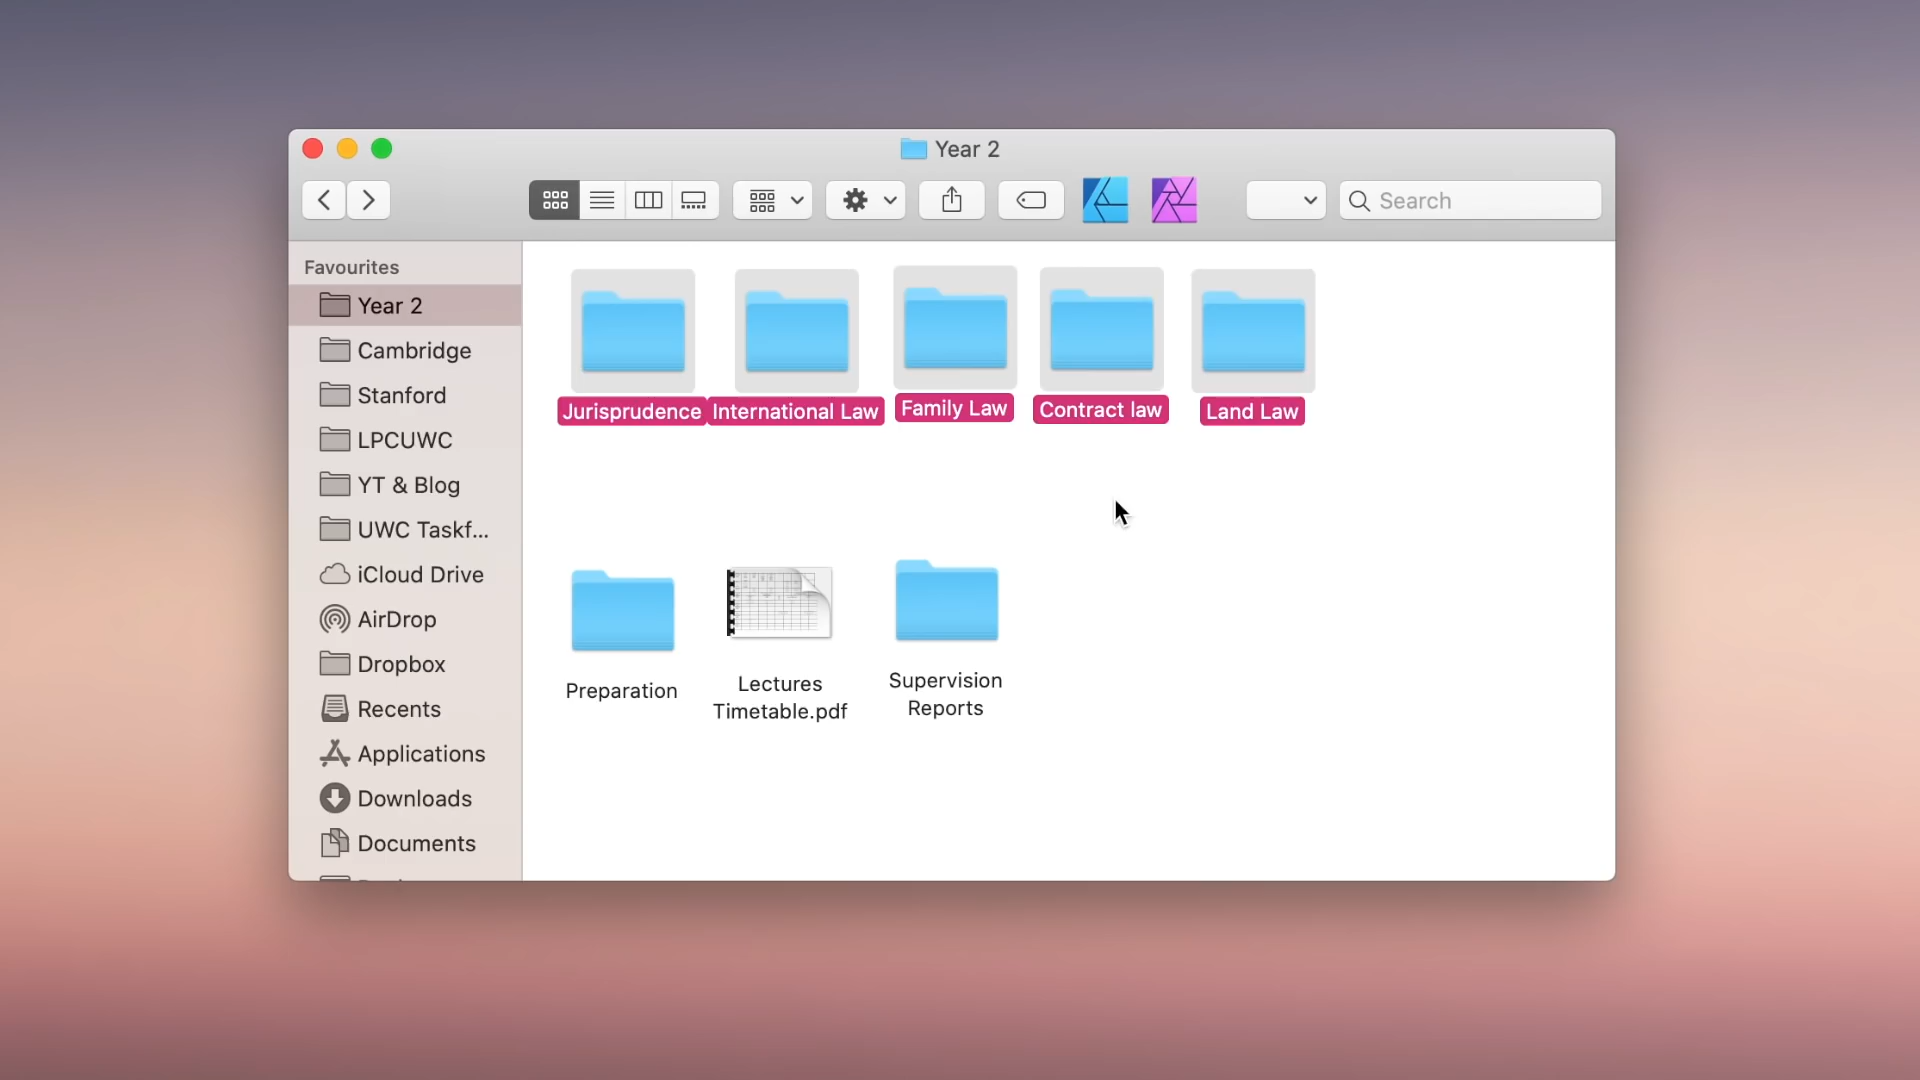 Year 2
Search
Favourites
Year 2
Cambridge
Stanford
LPCUWC
YT & Blog
UWC Taskf...
iCloud Drive
AirDrop
Dropbox
Recents
Applications
Downloads
Documents
Jurisprudence International Law Family Law Contract law Land Law
Preparation
Lectures
Timetable.pdf
Supervision
Reports